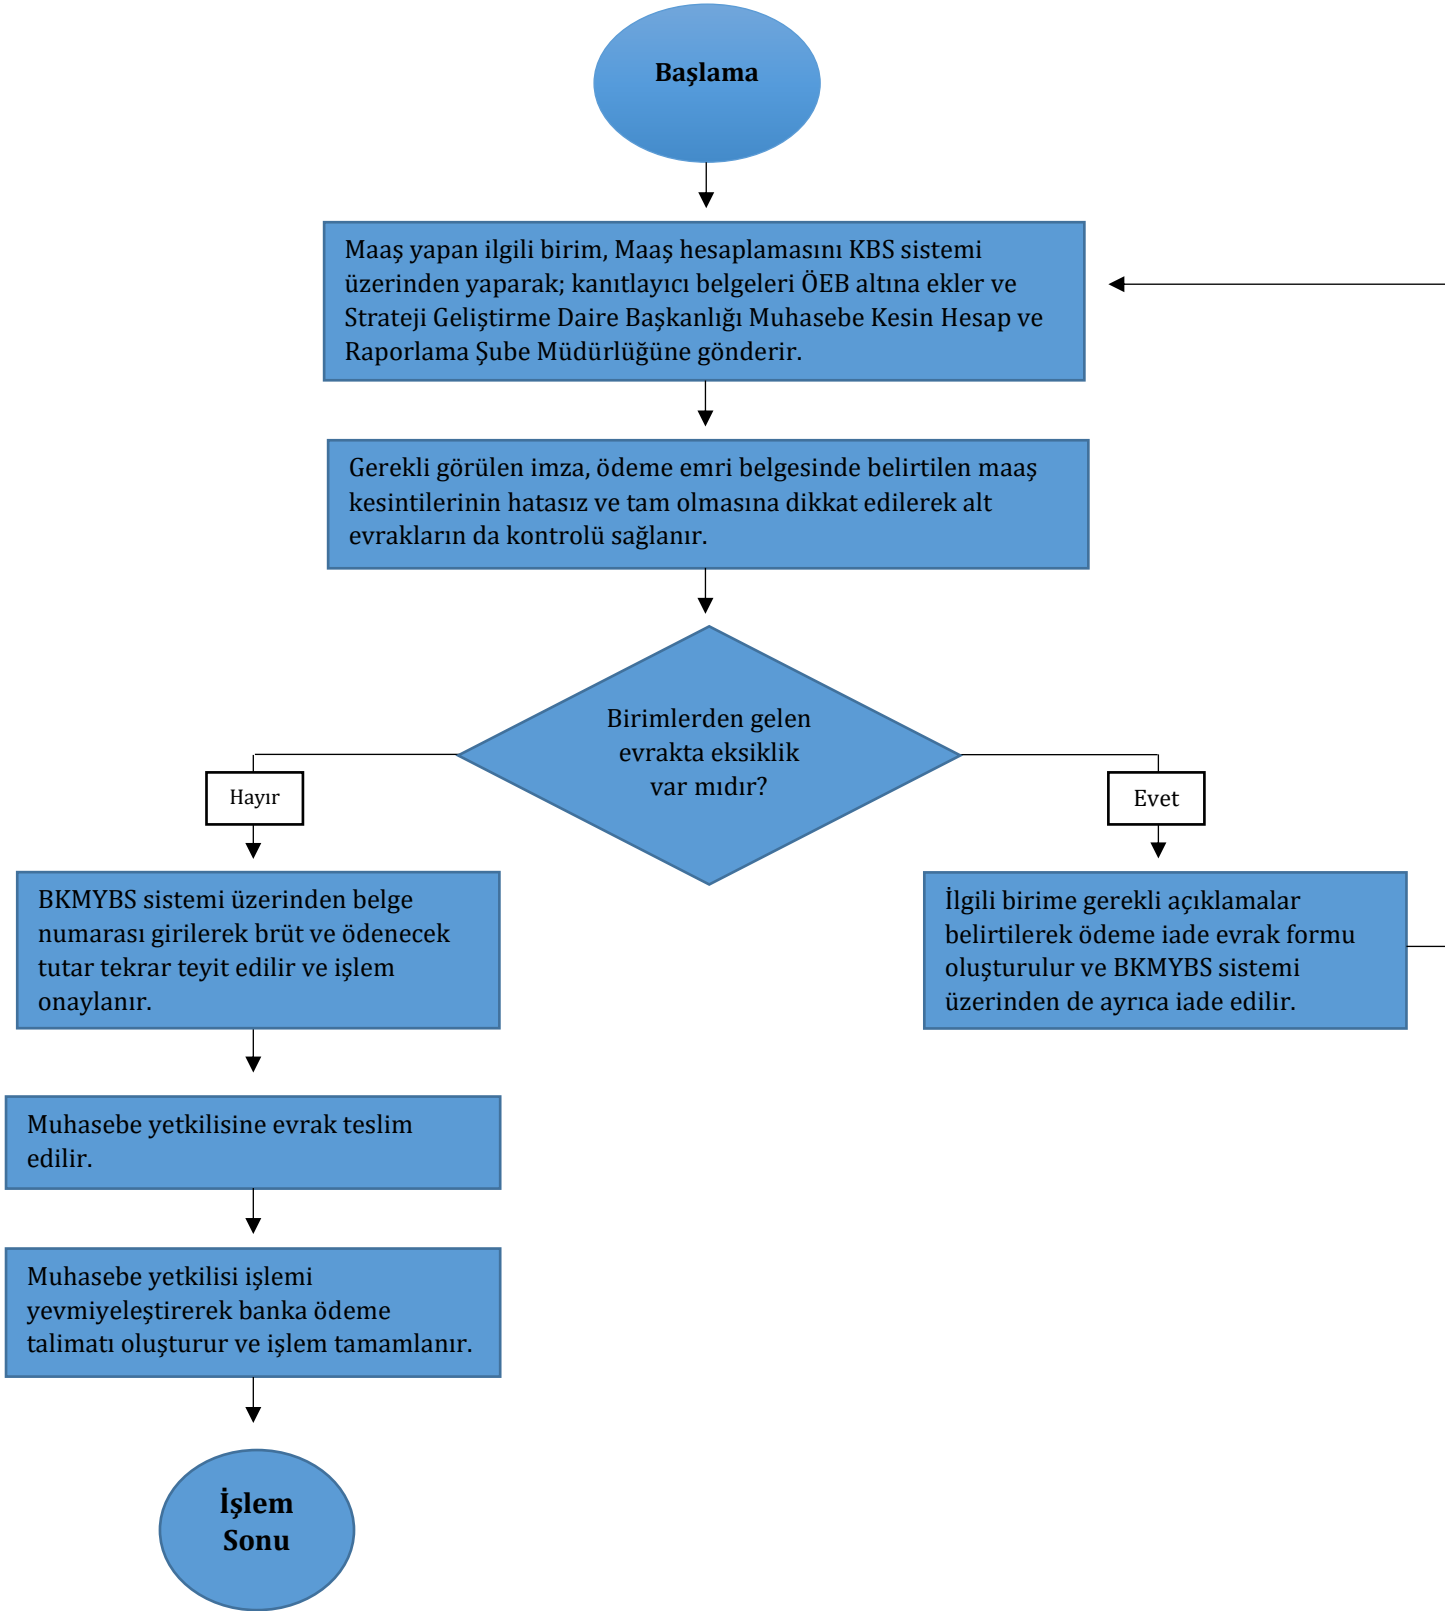 Başlama
Maaş yapan ilgili birim, Maaş hesaplamasını KBS sistemi
üzerinden yaparak; kanıtlayıcı belgeleri ÖEB altına ekler ve
Strateji Geliştirme Daire Başkanlığı Muhasebe Kesin Hesap ve
Raporlama Şube Müdürlüğüne gönderir.
Gerekli görülen imza, ödeme emri belgesinde belirtilen maaş
kesintilerinin hatasız ve tam olmasına dikkat edilerek alt
evrakların da kontrolü sağlanır.
Birimlerden gelen
evrakta eksiklik
var mıdır?
Hayır
Evet
BKMYBS sistemi üzerinden belge
numarası girilerek brüt ve ödenecek
tutar tekrar teyit edilir ve işlem
onaylanır.
İlgili birime gerekli açıklamalar
belirtilerek ödeme iade evrak formu
oluşturulur ve BKMYBS sistemi
üzerinden de ayrıca iade edilir.
Muhasebe yetkilisine evrak teslim
edilir.
Muhasebe yetkilisi işlemi
yevmiyeleştirerek banka ödeme
talimatı oluşturur ve işlem tamamlanır.
İşlem
Sonu